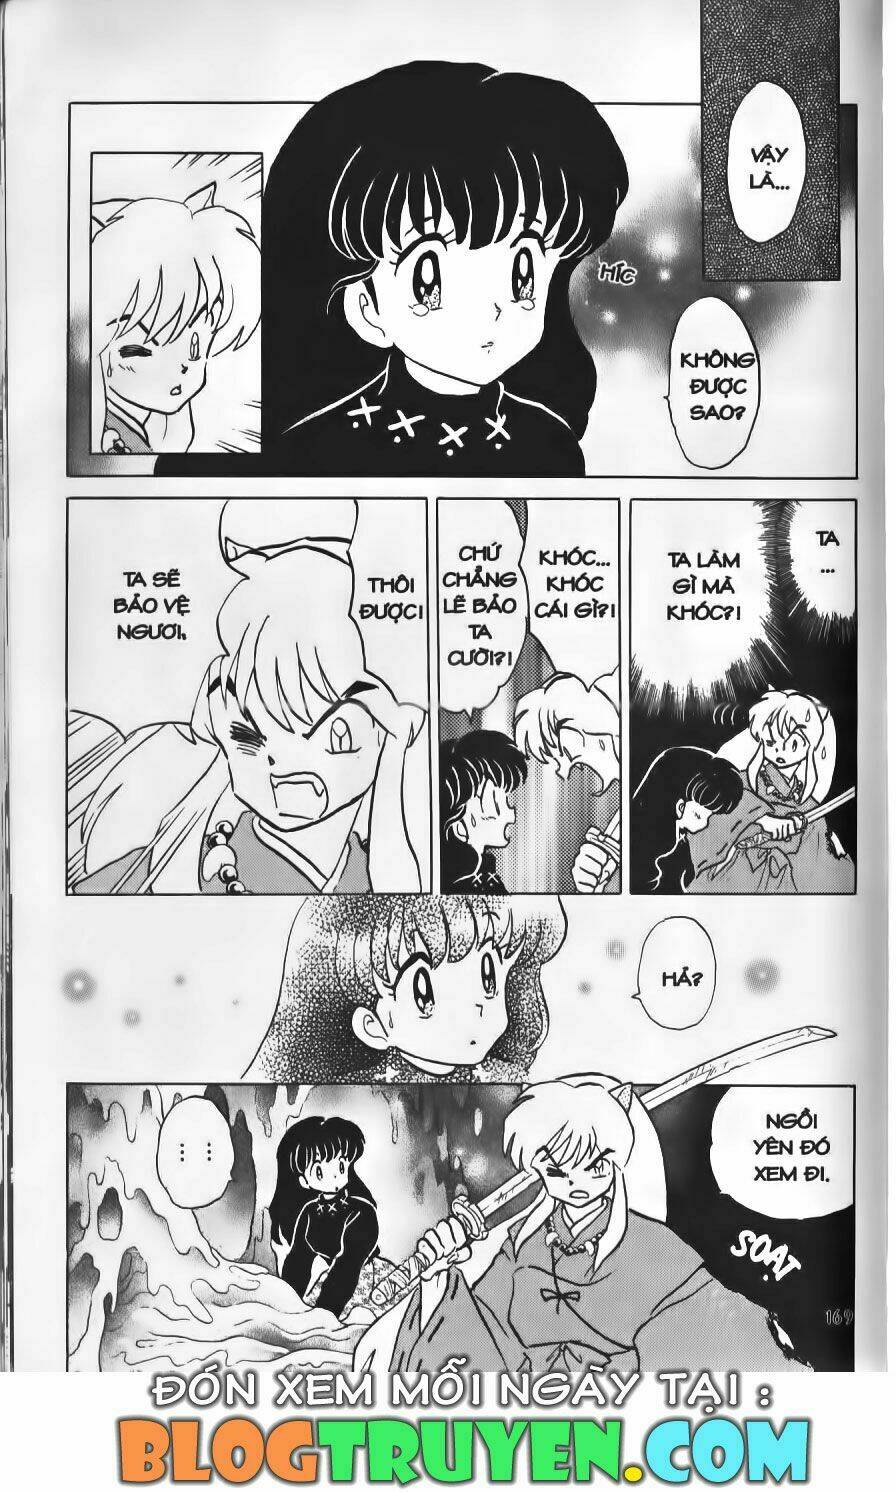 VẬY
LÀ...
HÍC
KHÔNG
ĐƯỢC
SAO?
TA
...
TA LÀM
GÌ MÀ
KHÓC?!
KHÓC...
KHÓC
CÁI GÌ?!
CHỨ
CHẲNG
LẼ BẢO
TA
CƯỜI?!
THÔI
ĐƯỢC!
TA SẼ
BẢO VỆ
NGƯƠI.
HẢ?
NGỒI
YÊN ĐÓ
XEM ĐI.
SOẠT
... ...
169
ĐÓN XEM MỖI NGÀY TẠI :
BLOGTRUYEN.COM